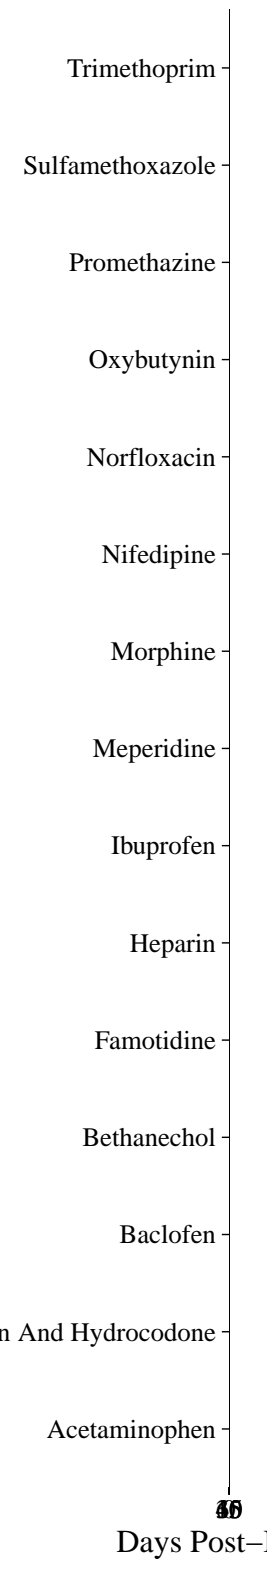 Trimethoprim
Sulfamethoxazole
Promethazine
Oxybutynin
Norfloxacin
Nifedipine
Morphine
Meperidine
Ibuprofen
Heparin
Famotidine
Bethanechol
Baclofen
n And Hydrocodone
Acetaminophen
Days Post–